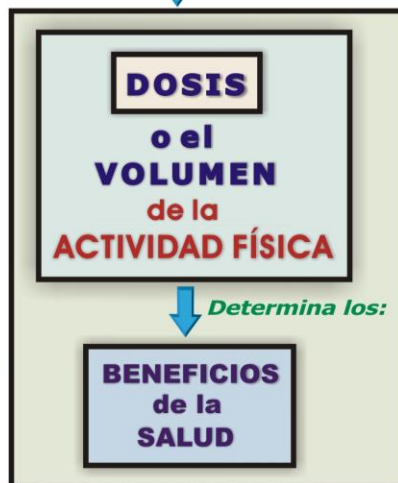 DOSIS
o el
VOLUMEN
de la
ACTIVIDAD FÍSICA
Determina los:
BENEFICIOS
de la
SALUD